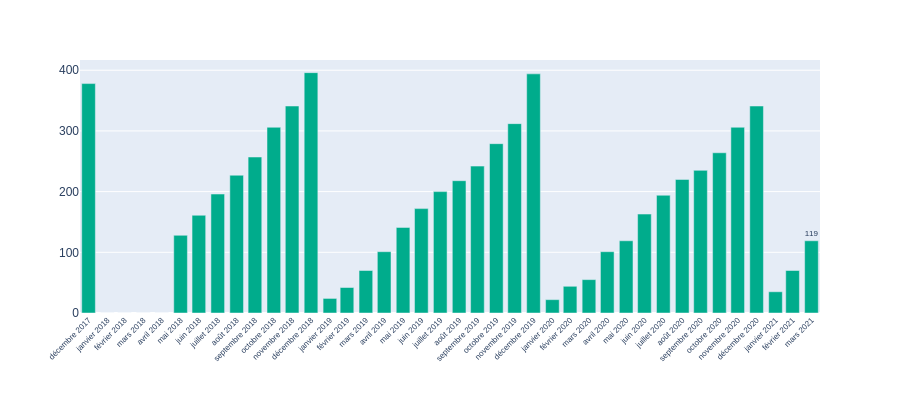 400
300
200
100
0
119
décembre 2017
janvier 2018
février 2018
mars 2018
avril 2018
mai 2018
juin 2018
juillet 2018
août 2018
septembre 2018
octobre 2018
novembre 2018
décembre 2018
janvier 2019
février 2019
mars 2019
avril 2019
mai 2019
juin 2019
juillet 2019
août 2019
septembre 2019
octobre 2019
novembre 2019
décembre 2019
janvier 2020
février 2020
mars 2020
avril 2020
mai 2020
juin 2020
juillet 2020
août 2020
septembre 2020
octobre 2020
novembre 2020
décembre 2020
janvier 2021
février 2021
mars 2021